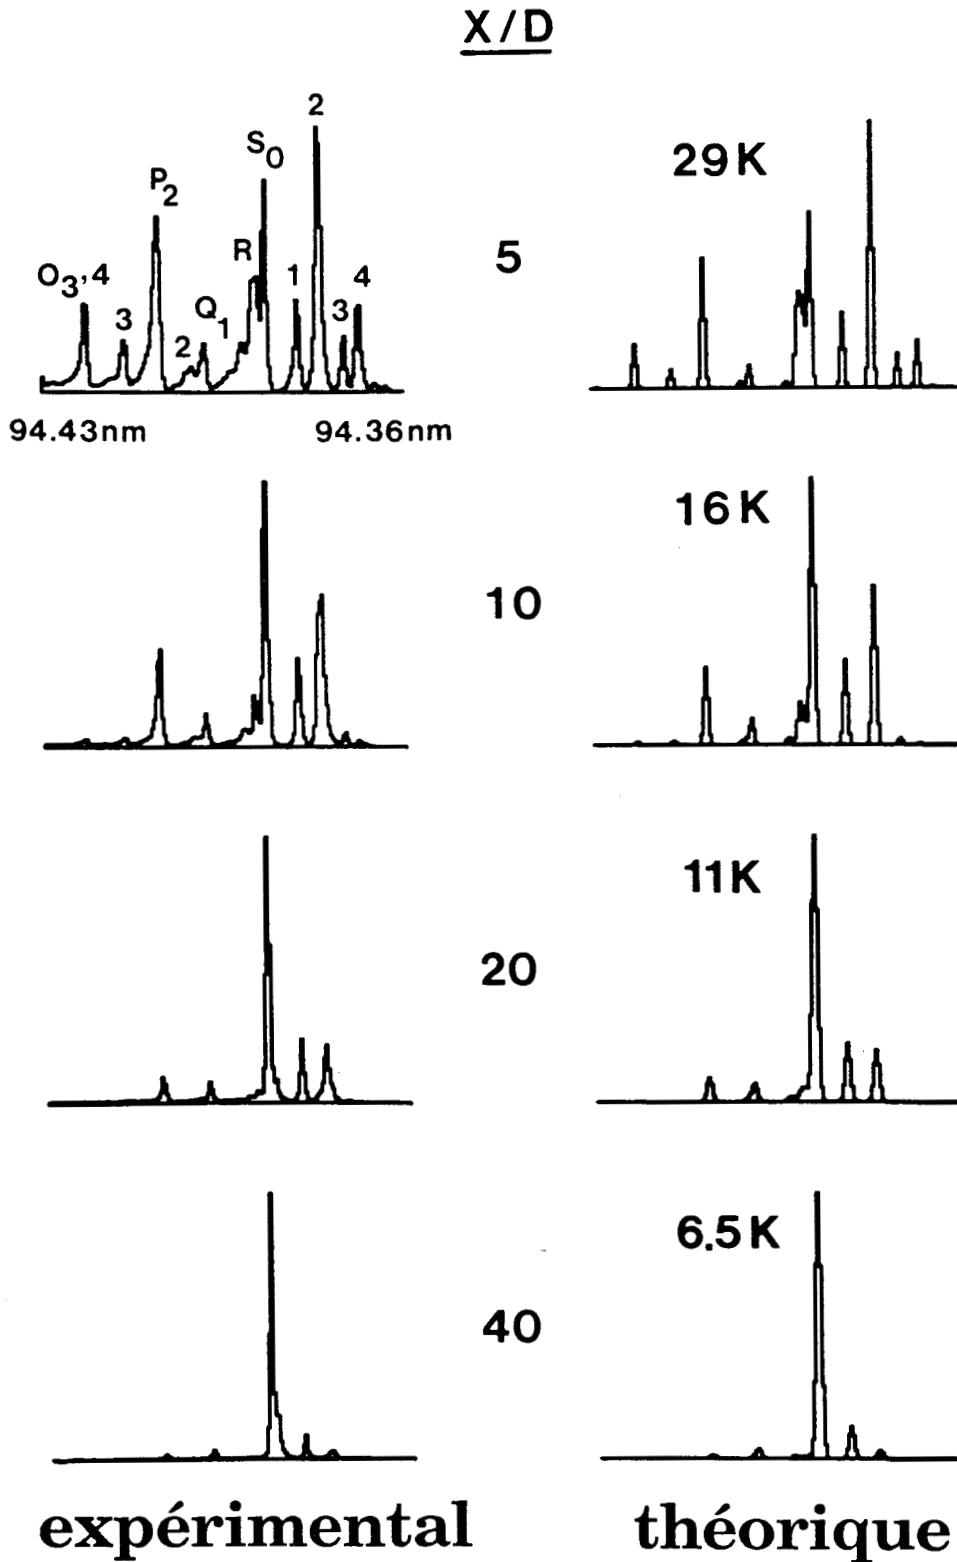 X/D
2
S0
29K
P2
R
5
O3,4
1
4
3
Q1
3
2
94.43nm
94.36nm
16K
10
11K
20
6.5K
40
expérimental
théorique